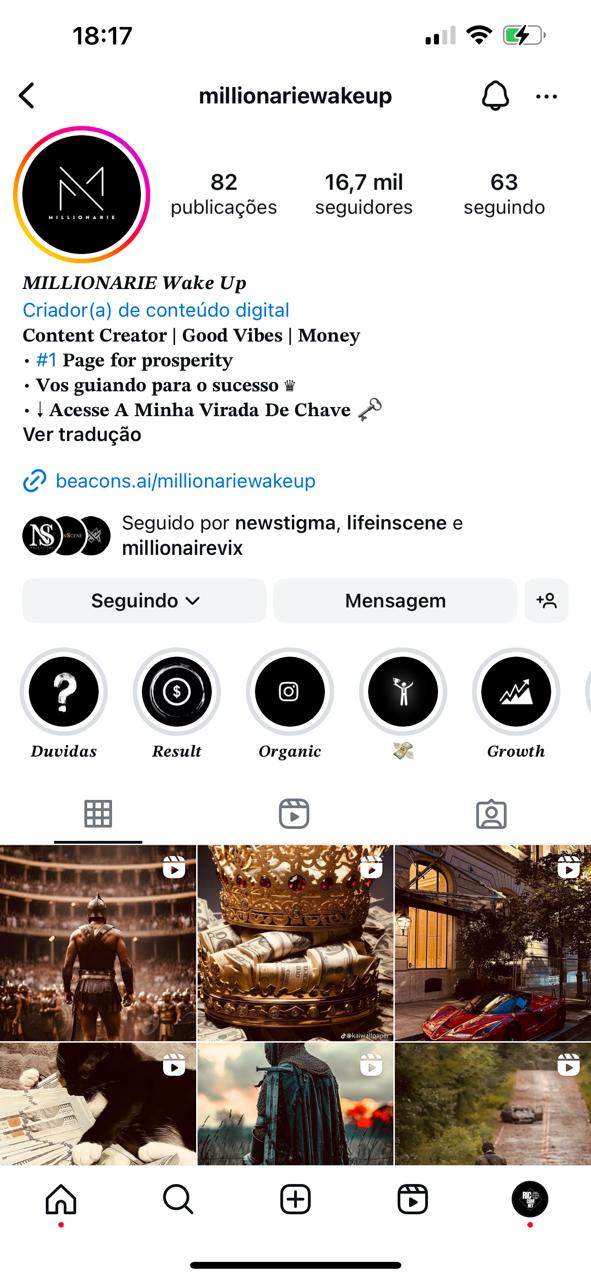 18:17
millionariewakeup
MILLIONARIE
82
publicações
16,7 mil
seguidores
63
seguindo
MILLIONARIE Wake Up
Criador(a) de conteúdo digital
Content Creator | Good Vibes | Money
• #1 Page for prosperity
• Vos guiando para o sucesso ♛
• ↓ Acesse A Minha Virada De Chave 🗝️
Ver tradução
beacons.ai/millionariewakeup
NS
Seguido por newstigma, lifeinscene e
millionairevix
Seguindo
Mensagem
?
$
Duvidas
Result
Organic
💸
Growth
@kaiwallpaper